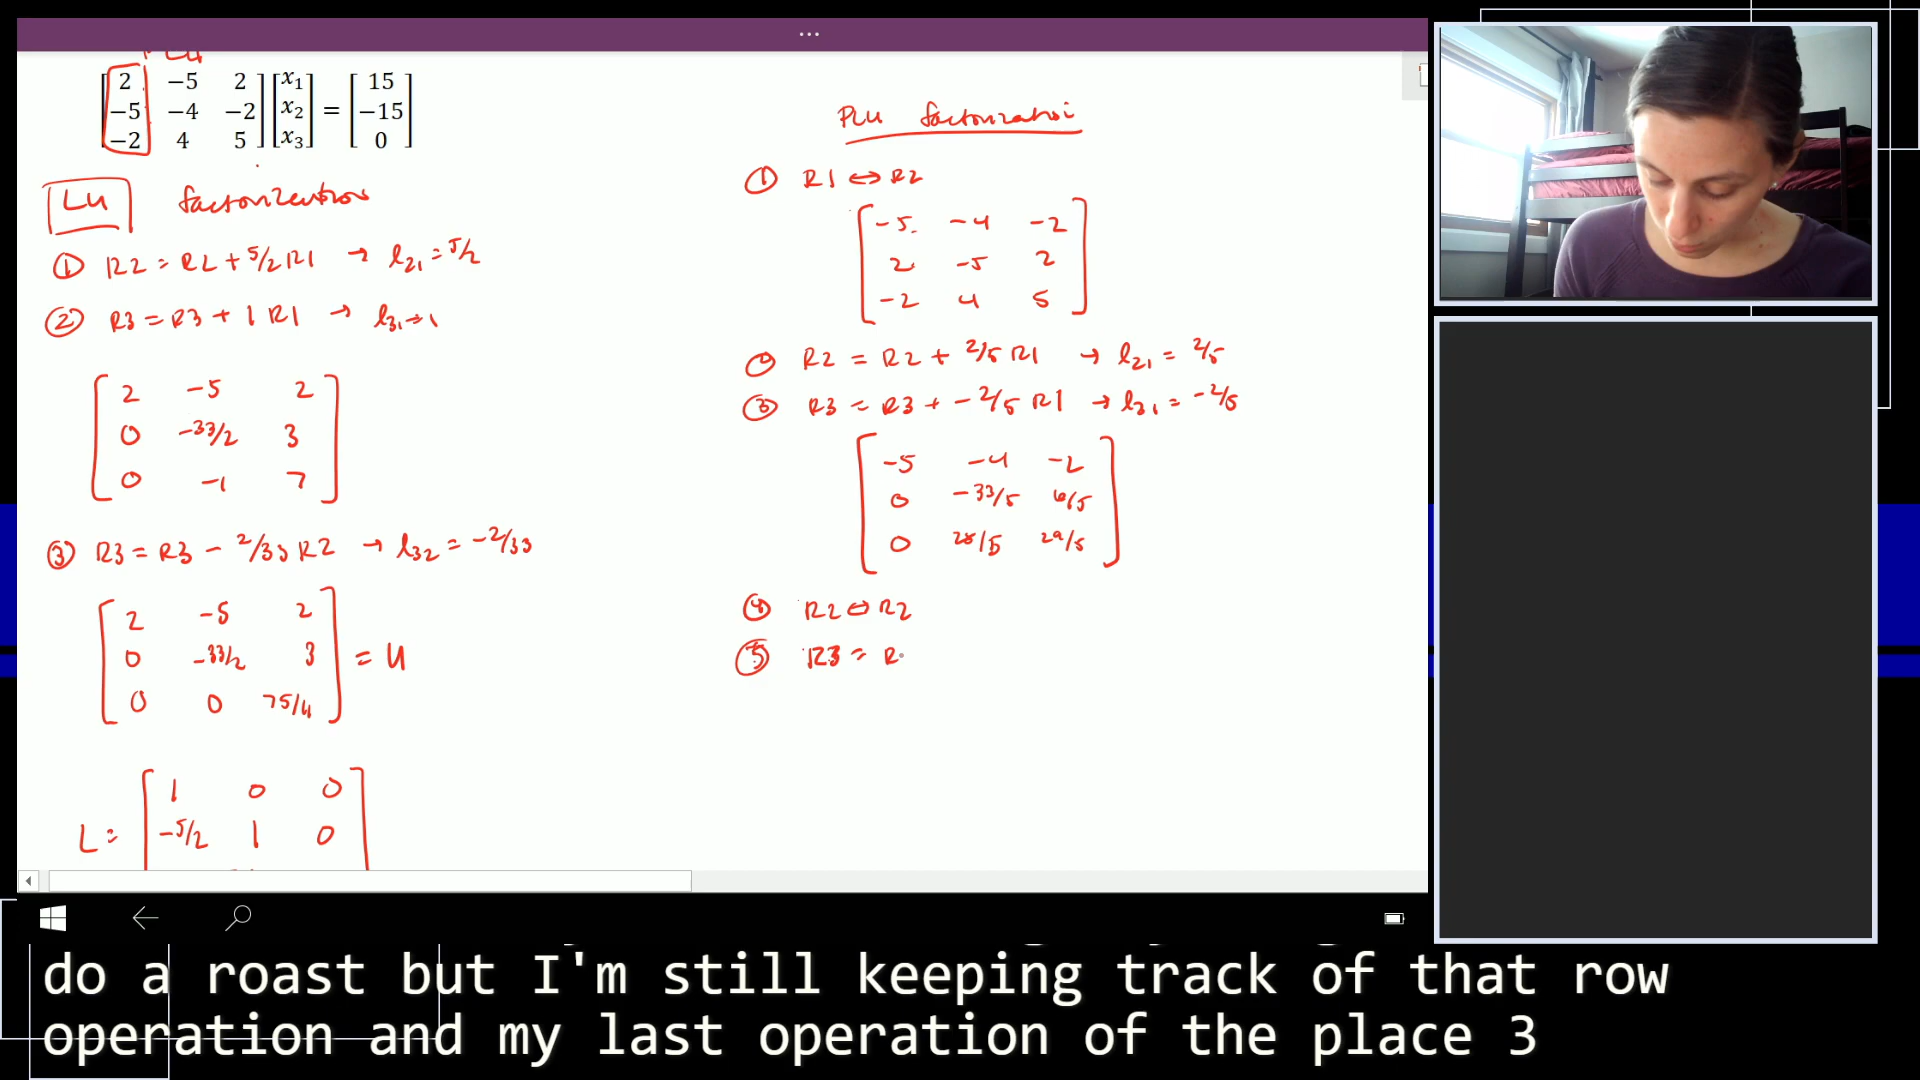 ...
2 −5 2 x₁ 15
−5 −4 −2 x₂ = −15
−2 4 5 x₃ 0
LU factorization
① R2 = R2 + 5/2 R1 → l₂₁ = 5/2
② R3 = R3 + 1 R1 → l₃₁ → 1
2 -5 2
0 -33/2 3
0 -1 7
③ R3 = R3 - 2/33 R2 → l₃₂ = -2/33
2 -5 2
0 -33/2 3 = U
0 0 75/11
1 0 0
L = -5/2 1 0
PLU factorization
① R1 ⇔ R2
-5 -4 -2
2 -5 2
-2 4 5
② R2 = R2 + 2/5 R1 → l₂₁ = 2/5
③ R3 = R3 + -2/5 R1 → l₃₁ = -2/5
-5 -4 -2
0 -33/5 6/5
0 28/5 29/5
④ R2 ⇔ R2
⑤ R3 = R
do a roast but I'm still keeping track of that row
operation and my last operation of the place 3